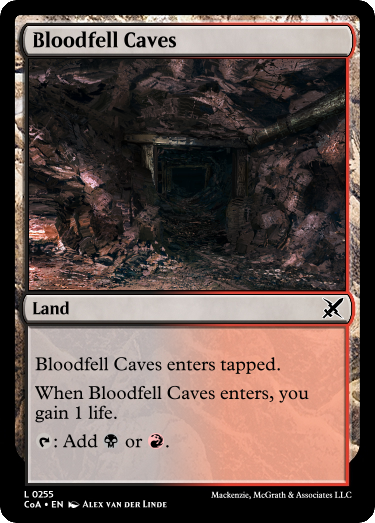 Bloodfell Caves
Land
Bloodfell Caves enters tapped.
When Bloodfell Caves enters, you
gain 1 life.
: Add or .
L 0255
CoA • EN Alex van der Linde
Mackenzie, McGrath & Associates LLC